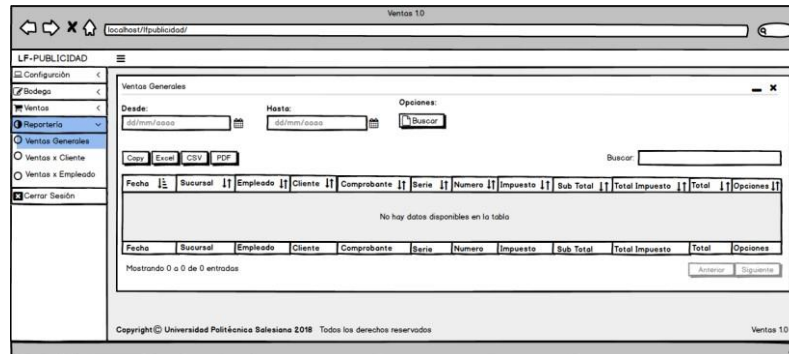 Ventas 1.0
localhost/lfpublicidad/
LF-PUBLICIDAD
Configurción
Bodega
Ventas
Reportería
Ventas Generales
Ventas x Cliente
Ventas x Empleado
Cerrar Sesión
Ventas Generales
Desde: Hasta: Opciones:
dd/mm/aaaa dd/mm/aaaa Buscar
Copy Excel CSV PDF Buscar:
Fecha Sucursal Empleado Cliente Comprobante Serie Numero Impuesto Sub Total Total Impuesto Total Opciones
No hay datos disponibles en la tabla
Fecha Sucursal Empleado Cliente Comprobante Serie Numero Impuesto Sub Total Total Impuesto Total Opciones
Mostrando 0 a 0 de 0 entradas Anterior Siguiente
Copyright© Universidad Politécnica Salesiana 2018 Todos los derechos reservados Ventas 1.0